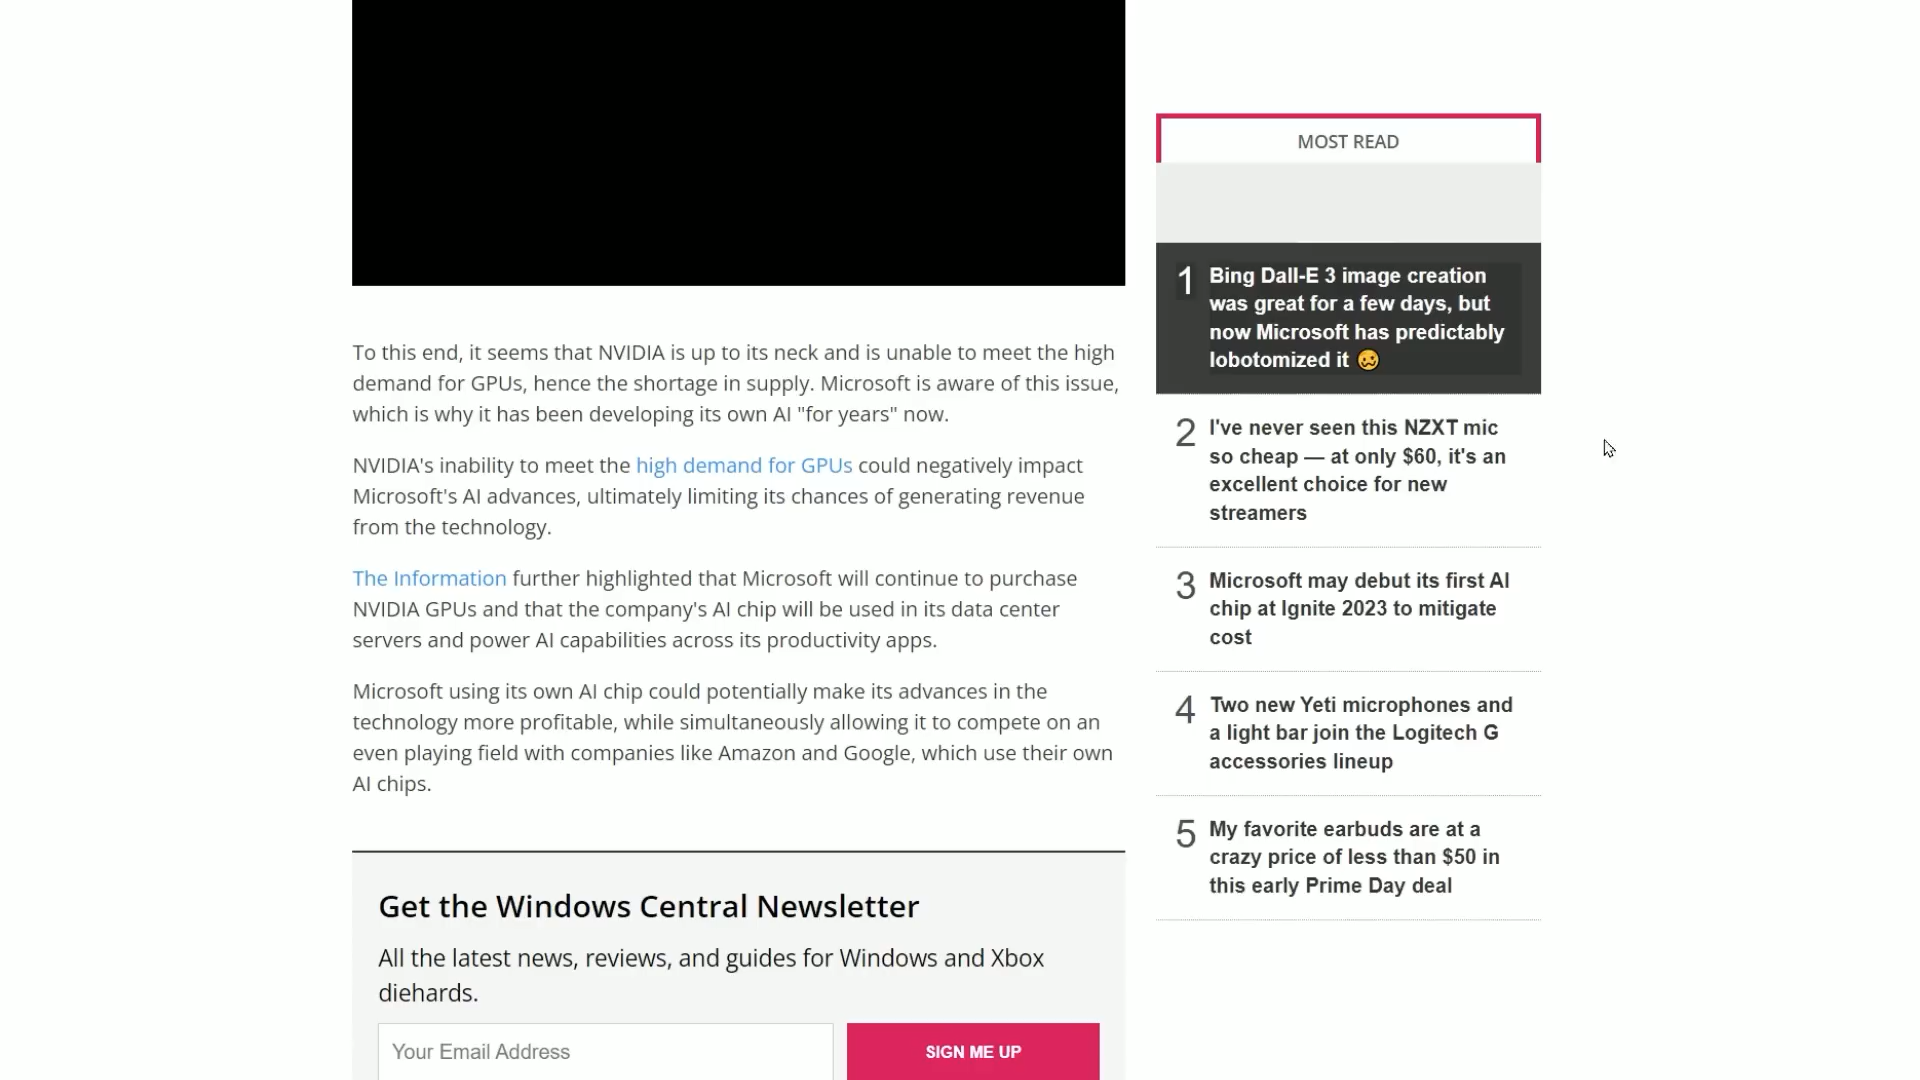 To this end, it seems that NVIDIA is up to its neck and is unable to meet the high
demand for GPUs, hence the shortage in supply. Microsoft is aware of this issue,
which is why it has been developing its own AI "for years" now.
NVIDIA's inability to meet the high demand for GPUs could negatively impact
Microsoft's AI advances, ultimately limiting its chances of generating revenue
from the technology.
The Information further highlighted that Microsoft will continue to purchase
NVIDIA GPUs and that the company's AI chip will be used in its data center
servers and power AI capabilities across its productivity apps.
Microsoft using its own AI chip could potentially make its advances in the
technology more profitable, while simultaneously allowing it to compete on an
even playing field with companies like Amazon and Google, which use their own
AI chips.
Get the Windows Central Newsletter
All the latest news, reviews, and guides for Windows and Xbox
diehards.
Your Email Address
SIGN ME UP
MOST READ
1 Bing Dall-E 3 image creation
was great for a few days, but
now Microsoft has predictably
lobotomized it 🥴
2 I've never seen this NZXT mic
so cheap — at only $60, it's an
excellent choice for new
streamers
3 Microsoft may debut its first AI
chip at Ignite 2023 to mitigate
cost
4 Two new Yeti microphones and
a light bar join the Logitech G
accessories lineup
5 My favorite earbuds are at a
crazy price of less than $50 in
this early Prime Day deal